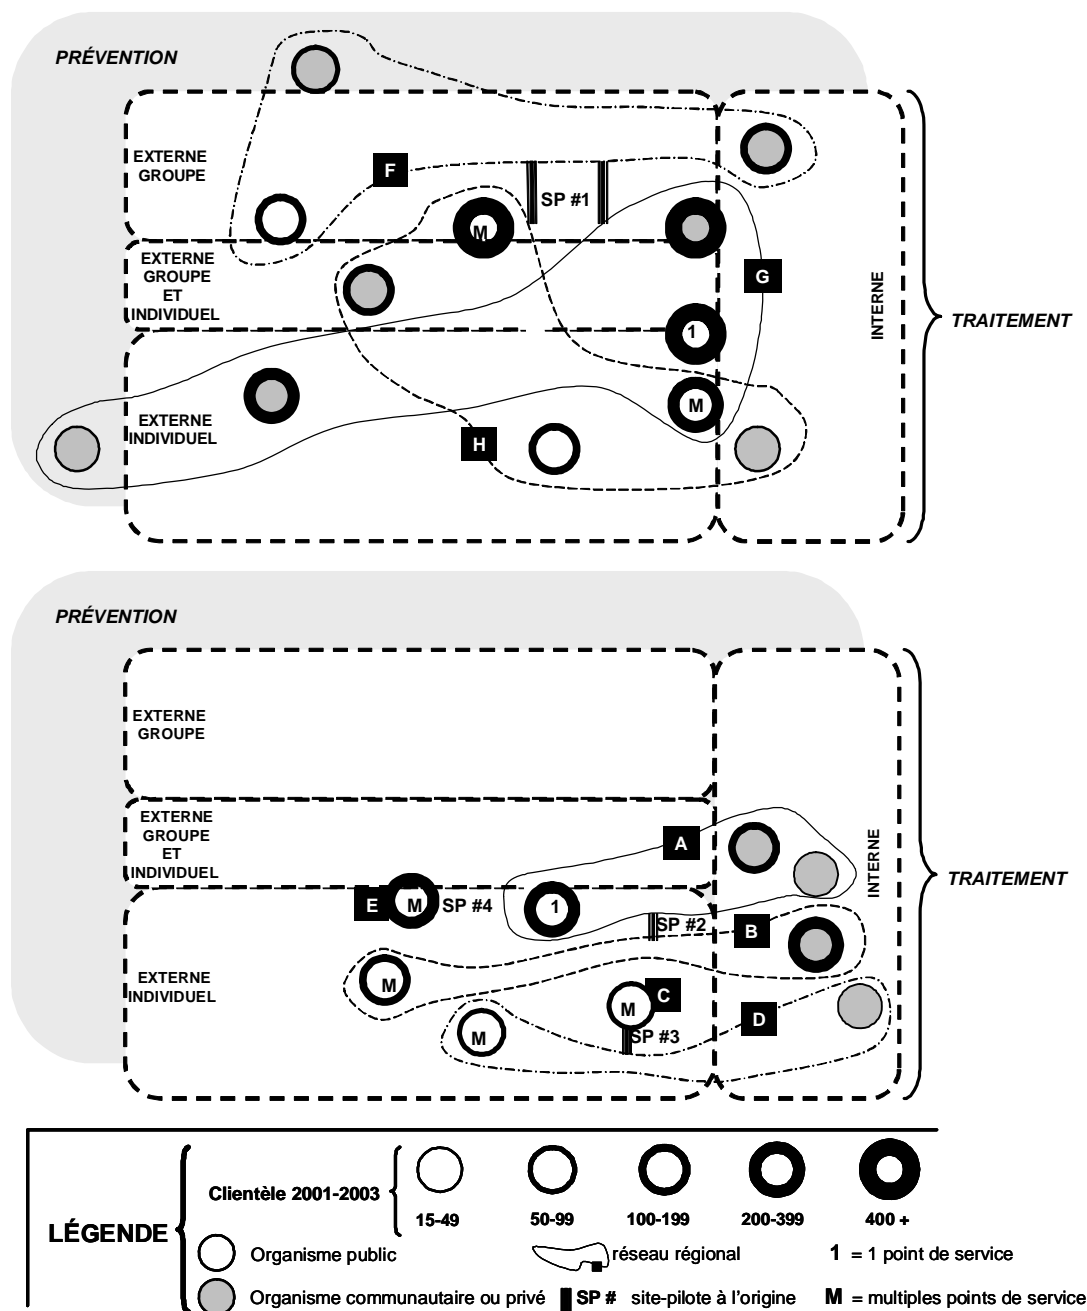 PRÉVENTION
EXTERNE
GROUPE
F
SP #1
M
EXTERNE
GROUPE
ET
INDIVIDUEL
G
INTERNE
TRAITEMENT
1
M
EXTERNE
INDIVIDUEL
H
PRÉVENTION
EXTERNE
GROUPE
EXTERNE
GROUPE
ET
INDIVIDUEL
A
INTERNE
TRAITEMENT
E
M
SP #4
1
SP #2
B
EXTERNE
INDIVIDUEL
M
C
M
SP #3
D
M
LÉGENDE
Clientèle 2001-2003
15-49
50-99
100-199
200-399
400 +
Organisme public
réseau régional
1 = 1 point de service
Organisme communautaire ou privé
SP # site-pilote à l'origine
M = multiples points de service